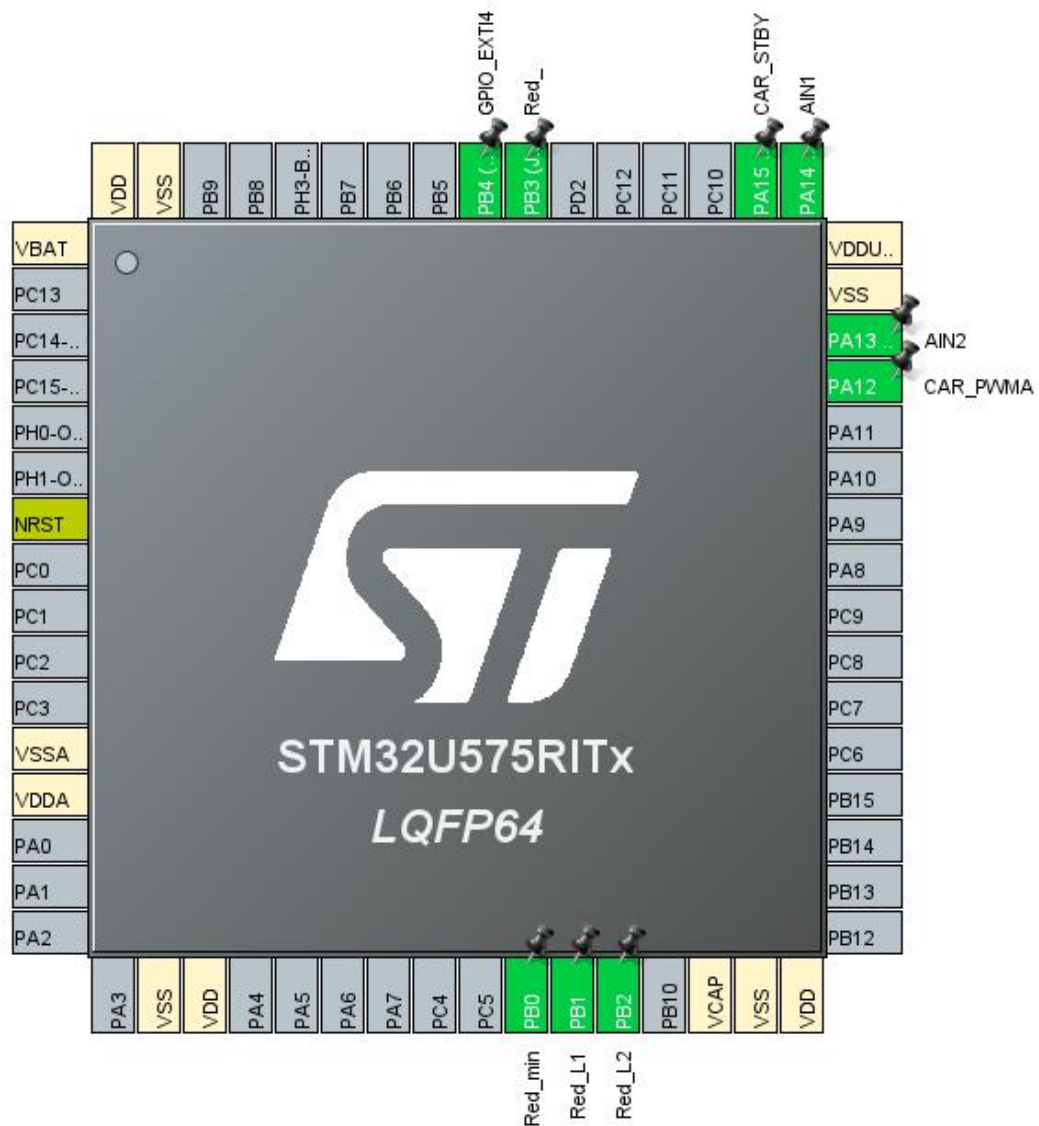 GPIO_EXTI4
Red_
CAR_STBY
AIN1
VDD
VSS
PB9
PB8
PH3-B..
PB7
PB6
PB5
PB4 (..
PB3 (J..
PD2
PC12
PC11
PC10
PA15 ..
PA14 ..
VBAT
PC13
PC14-..
PC15-..
PH0-O..
PH1-O..
NRST
PC0
PC1
PC2
PC3
VSSA
VDDA
PA0
PA1
PA2
VDDU..
VSS
PA13 ..
AIN2
PA12
CAR_PWMA
PA11
PA10
PA9
PA8
PC9
PC8
PC7
PC6
PB15
PB14
PB13
PB12
STM32U575RITx
LQFP64
PA3
VSS
VDD
PA4
PA5
PA6
PA7
PC4
PC5
PB0
PB1
PB2
PB10
VCAP
VSS
VDD
Red_min
Red_L1
Red_L2